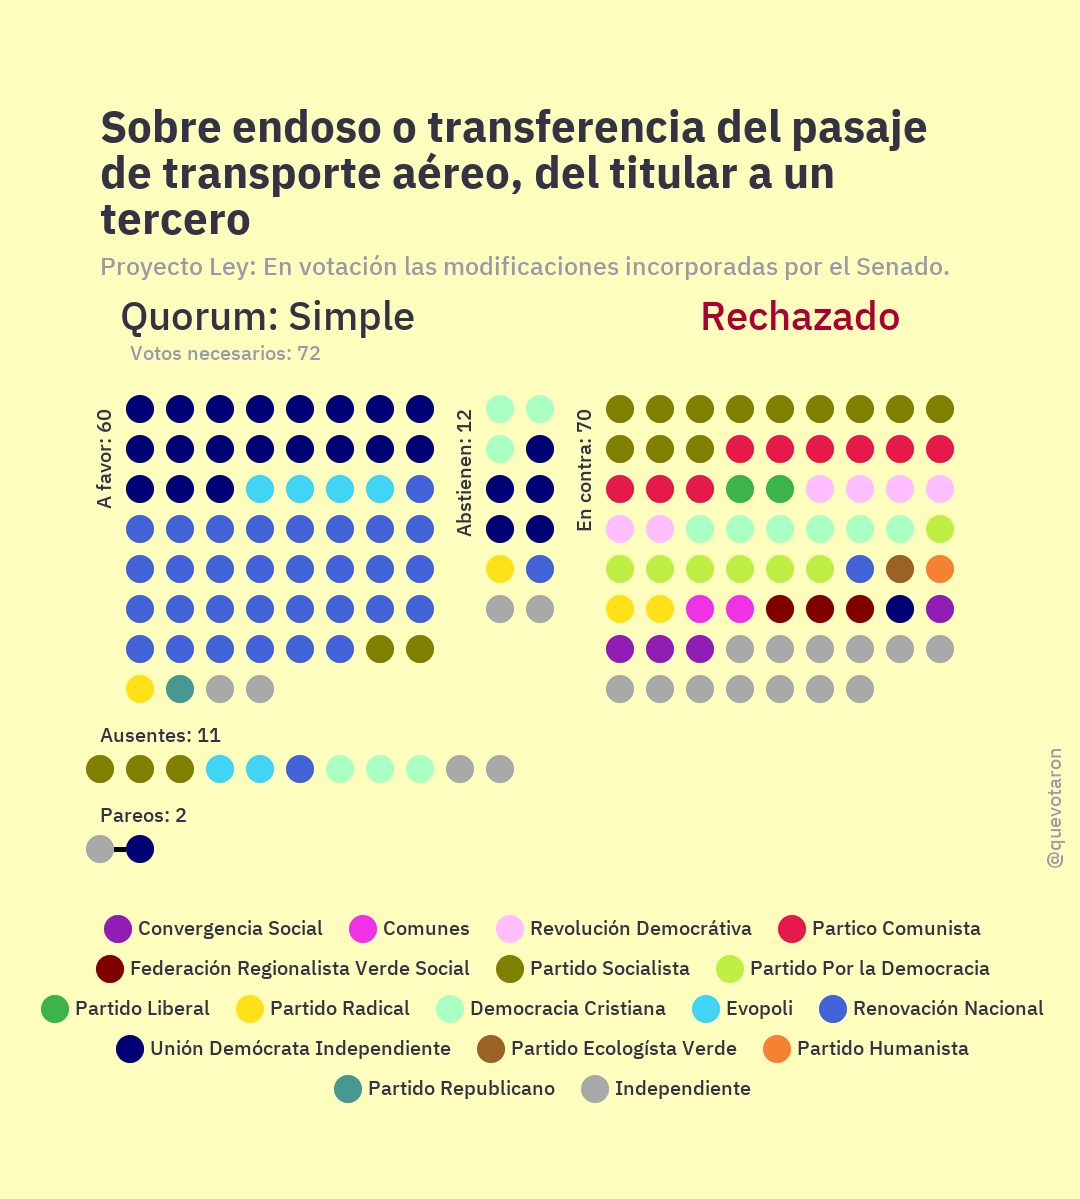 Sobre endoso o transferencia del pasaje
de transporte aéreo, del titular a un
tercero
Proyecto Ley: En votación las modificaciones incorporadas por el Senado.
Quorum: Simple
Rechazado
Votos necesarios: 72
A favor: 60
Abstienen: 12
En contra: 70
Ausentes: 11
Pareos: 2
@quevotaron
Convergencia Social
Comunes
Revolución Democrátiva
Partico Comunista
Federación Regionalista Verde Social
Partido Socialista
Partido Por la Democracia
Partido Liberal
Partido Radical
Democracia Cristiana
Evopoli
Renovación Nacional
Unión Demócrata Independiente
Partido Ecologísta Verde
Partido Humanista
Partido Republicano
Independiente